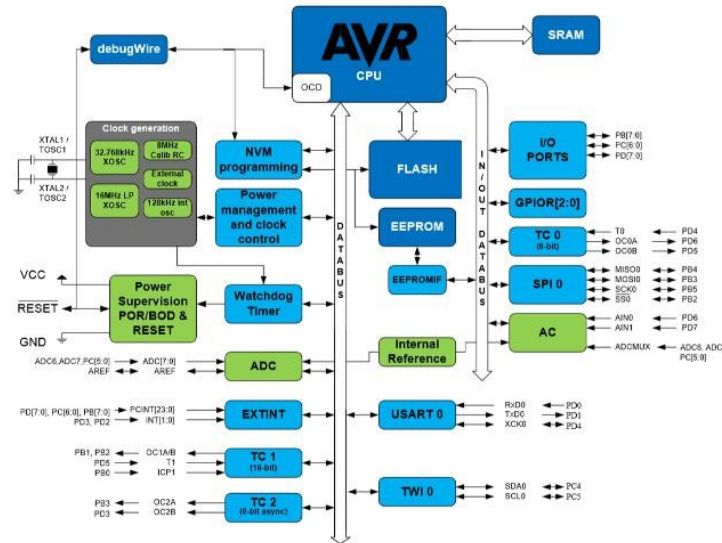 AVR
CPU
OCD
SRAM
debugWire
Clock generation
XTAL1 /
TOSC1
32.768kHz
XOSC
8MHz
Calib RC
External
clock
XTAL2 /
TOSC2
16MHz LP
XOSC
128kHz int
osc
NVM
programming
FLASH
I/O
PORTS
PB[7:0]
PC[6:0]
PD[7:0]
Power
management
and clock
control
EEPROM
GPIOR[2:0]
DATABUS
IN/OUT DATABUS
TC 0
(8-bit)
T0 PD4
OC0A PD6
OC0B PD5
EEPROMIF
SPI 0
MISO0 PB4
MOSI0 PB3
SCK0 PB5
SS0 PB2
VCC
RESET
GND
Power
Supervision
POR/BOD &
RESET
Watchdog
Timer
Internal
Reference
AC
AIN0 PD6
AIN1 PD7
ADCMUX ADC6, ADC
PC[5:0]
ADC6,ADC7,PC[5:0] ADC[7:0]
AREF AREF
ADC
PD[7:0], PC[6:0], PB[7:0] PCINT[23:0]
PD3, PD2 INT[1:0]
EXTINT
USART 0
RxD0 PD0
TxD0 PD1
XCK0 PD4
PB1, PB2 OC1A/B
PD5 T1
PB0 ICP1
TC 1
(16-bit)
TWI 0
SDA0 PC4
SCL0 PC5
PB3 OC2A
PD3 OC2B
TC 2
(8-bit async)